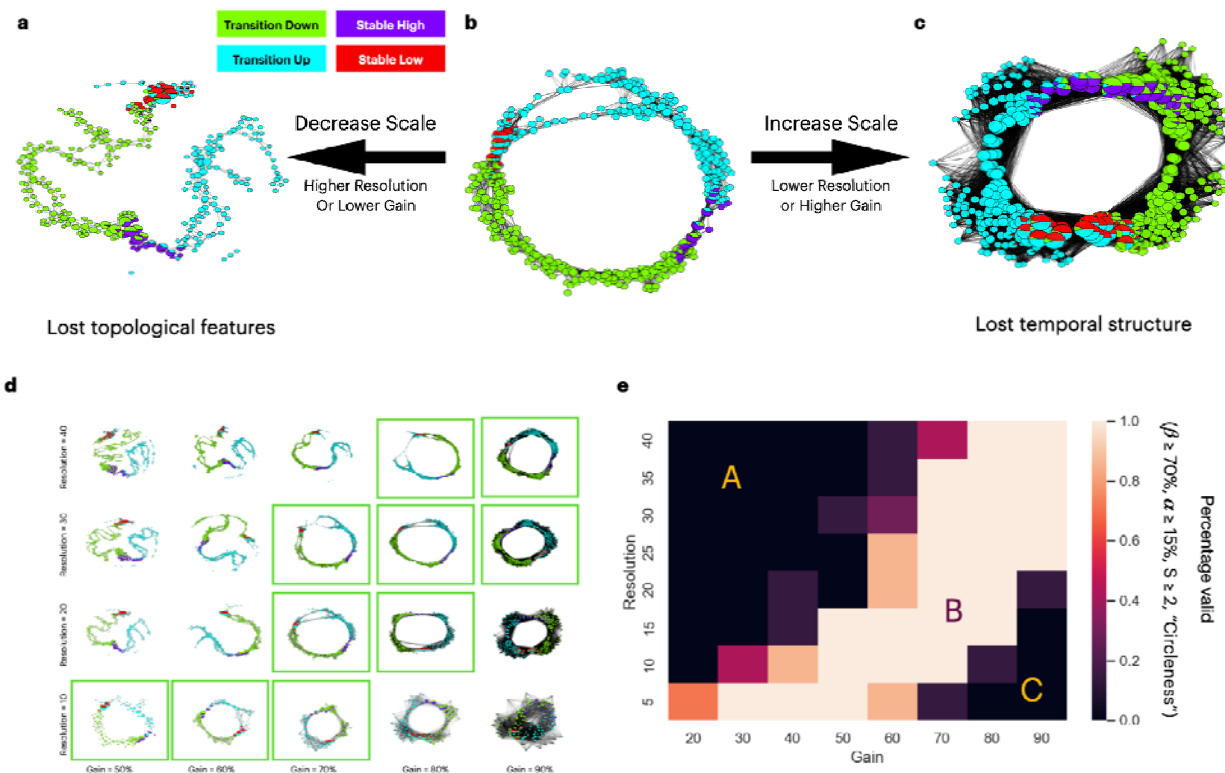 a
Transition Down
Stable High
Transition Up
Stable Low
b
c
Decrease Scale
Higher Resolution
Or Lower Gain
Increase Scale
Lower Resolution
or Higher Gain
Lost topological features
Lost temporal structure
d
Resolution = 40
Resolution = 30
Resolution = 20
Resolution = 10
Gain = 50%
Gain = 60%
Gain = 70%
Gain = 80%
Gain = 90%
e
Resolution
40
35
30
25
20
15
10
5
A
B
C
20
30
40
50
60
70
80
90
Gain
1.0
0.8
0.6
0.4
0.2
0.0
Percentage valid
(β ≥ 70%, α ≥ 15%, S ≥ 2, “Circleness”)